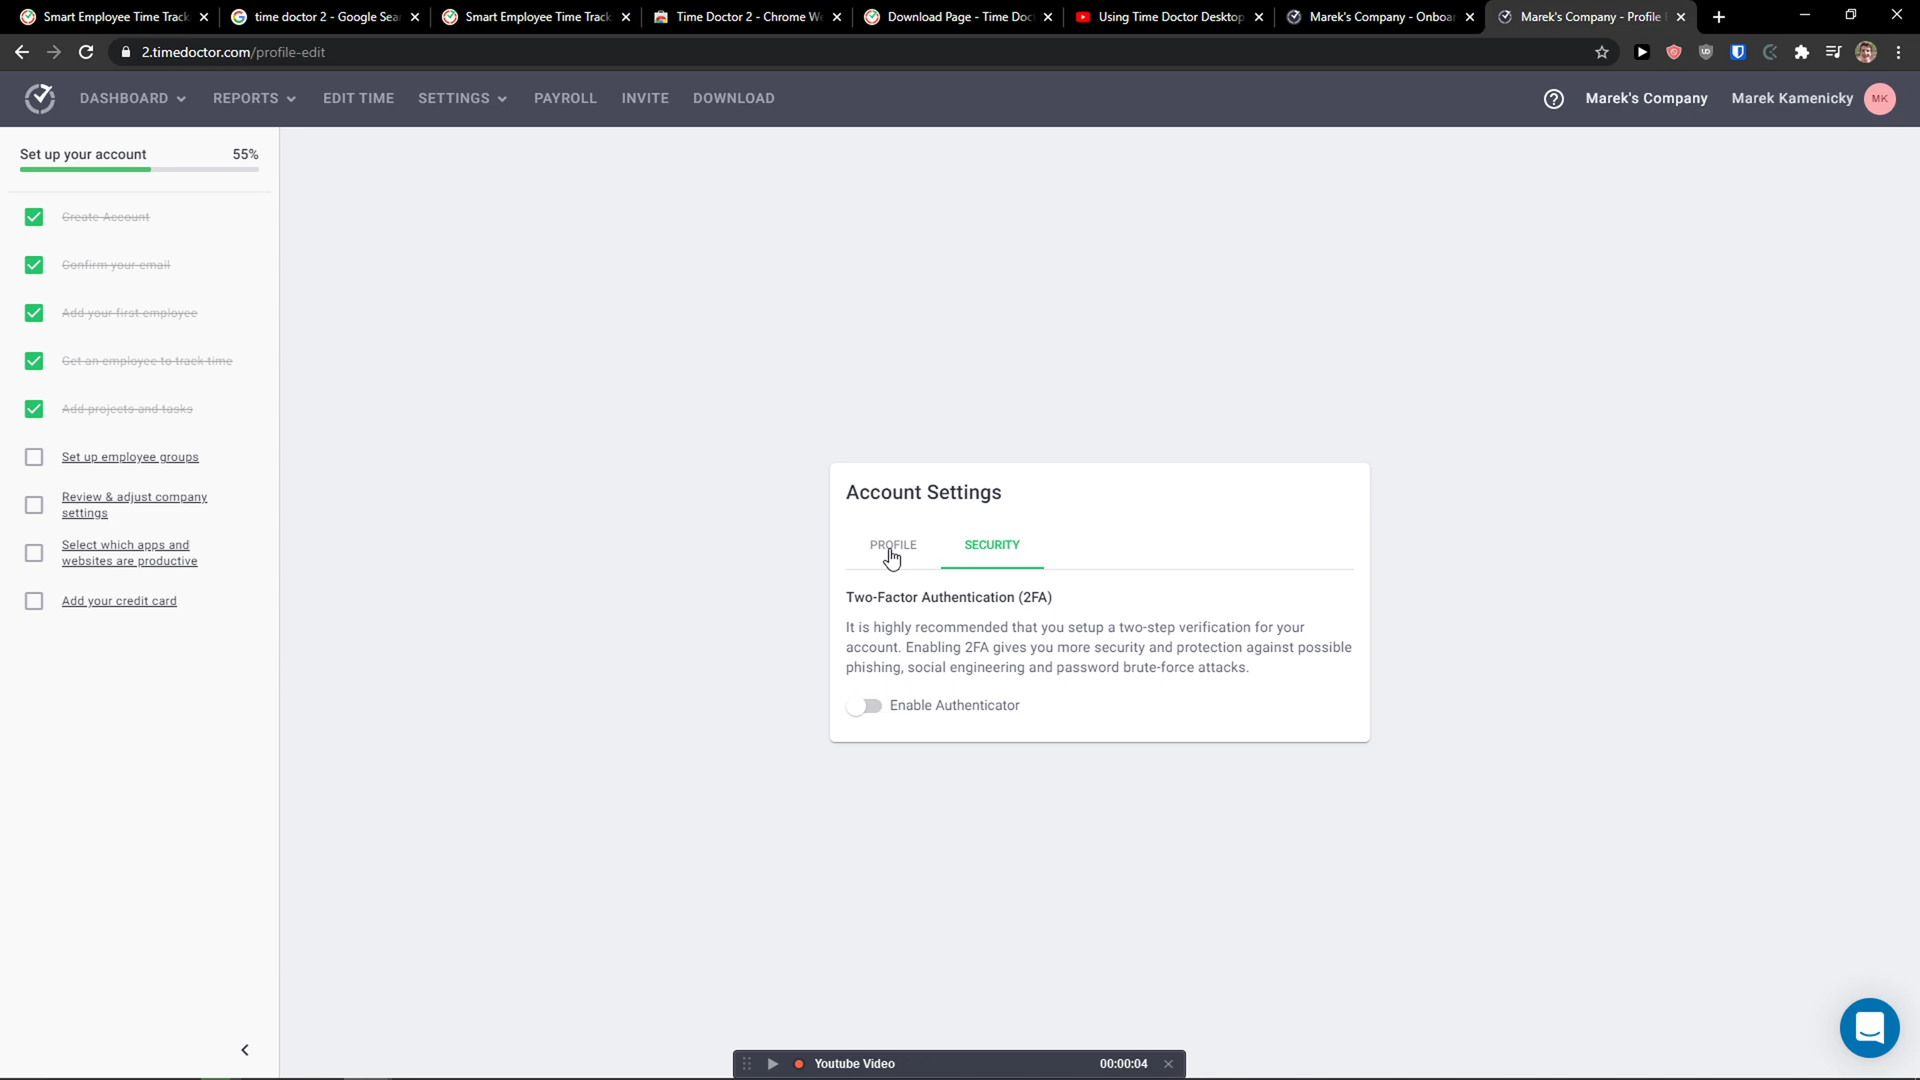 Smart Employee Time Track
time doctor 2 - Google Sea
Smart Employee Time Track
Time Doctor 2 - Chrome We
Download Page - Time Doct
Using Time Doctor Desktop
Marek's Company - Onboa
Marek's Company - Profile
2.timedoctor.com/profile-edit
DASHBOARD
REPORTS
EDIT TIME
SETTINGS
PAYROLL
INVITE
DOWNLOAD
Marek's Company
Marek Kamenicky
MK
Set up your account
55%
Create Account
Confirm your email
Add your first employee
Get an employee to track time
Add projects and tasks
Set up employee groups
Review & adjust company
settings
Select which apps and
websites are productive
Add your credit card
Account Settings
PROFILE
SECURITY
Two-Factor Authentication (2FA)
It is highly recommended that you setup a two-step verification for your
account. Enabling 2FA gives you more security and protection against possible
phishing, social engineering and password brute-force attacks.
Enable Authenticator
Youtube Video
00:00:04